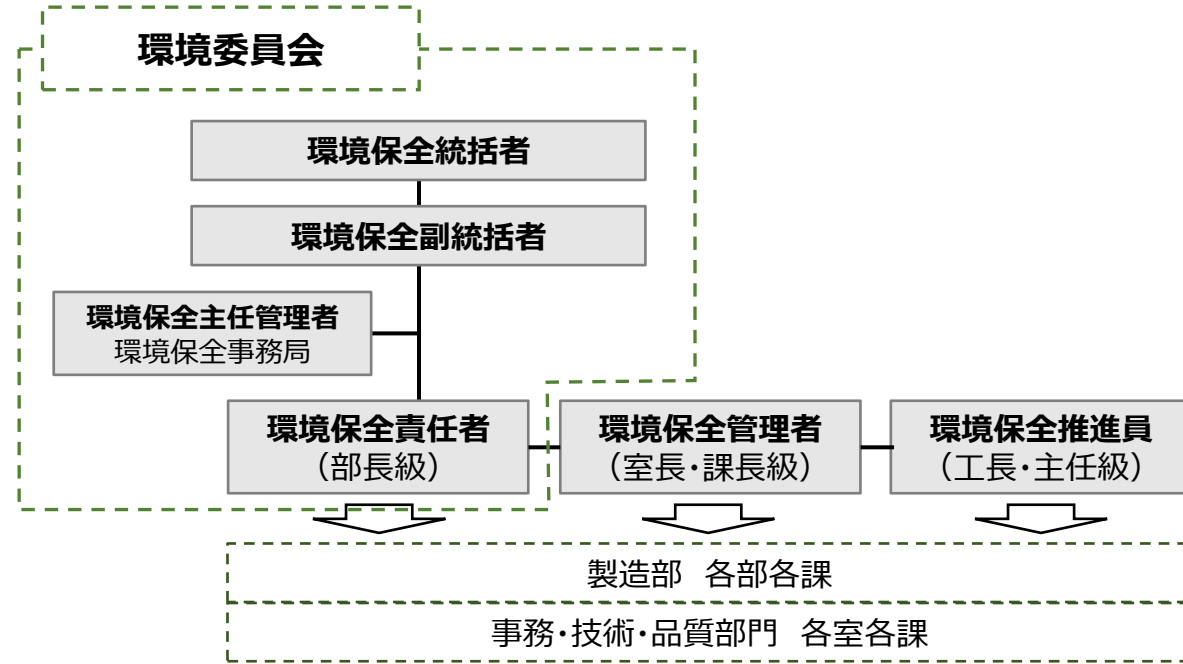 環境委員会
環境保全統括者
環境保全副統括者
環境保全主任管理者
環境保全事務局
環境保全責任者
（部長級）
環境保全管理者
（室長・課長級）
環境保全推進員
（工長・主任級）
製造部 各部各課
事務・技術・品質部門 各室各課